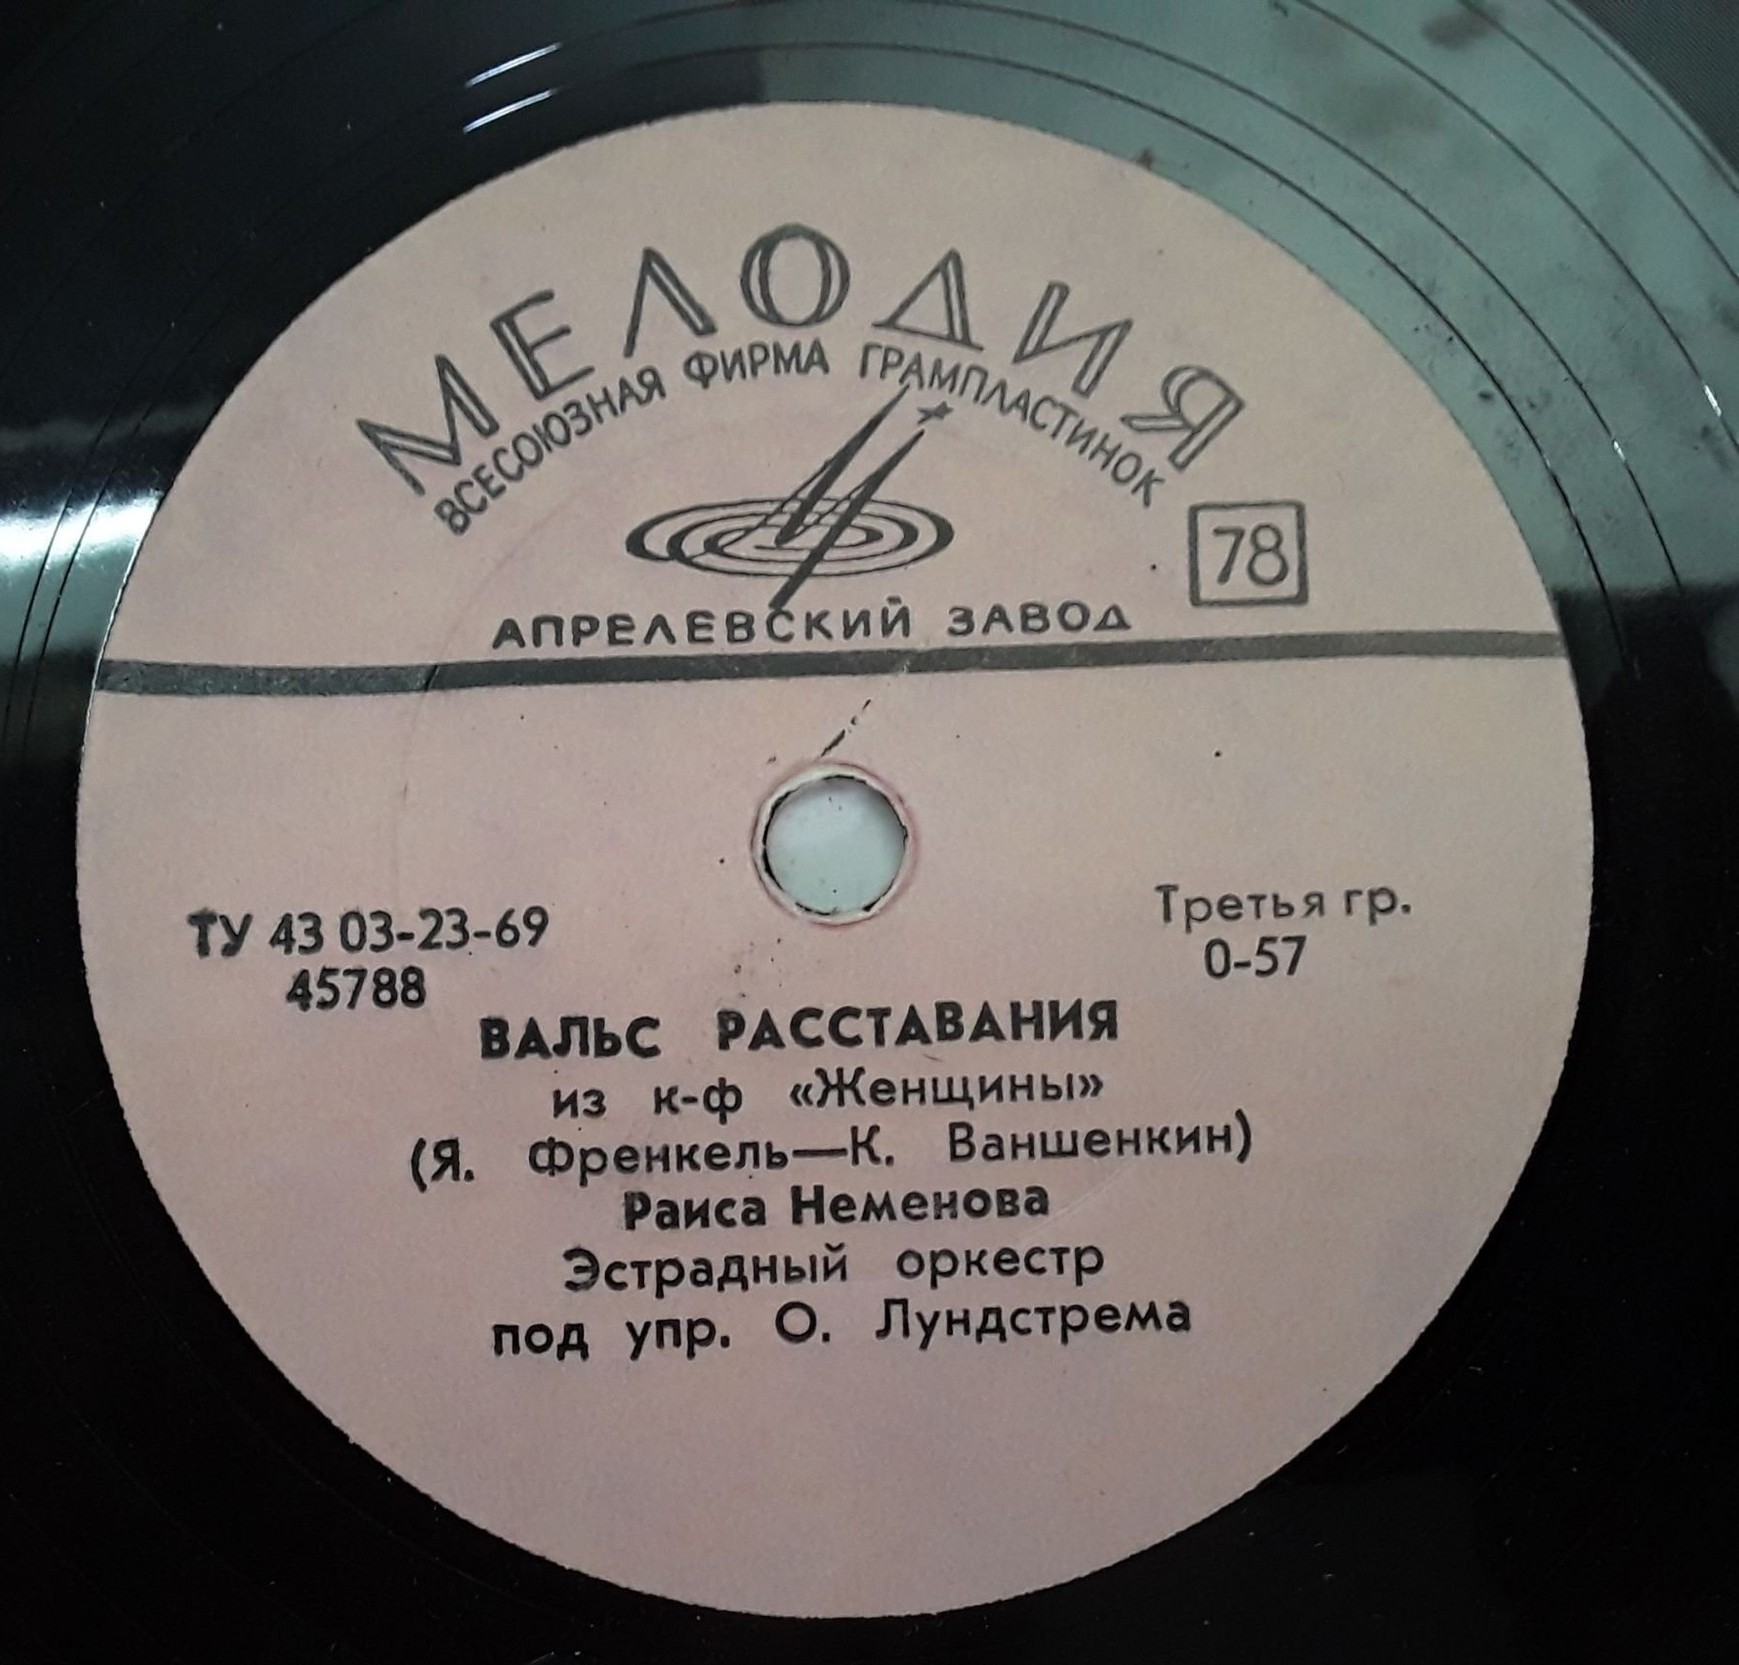 МЕЛОДИЯ
ВСЕСОЮЗНАЯ ФИРМА ГРАМПЛАСТИНОК
78
АПРЕЛЕВСКИЙ ЗАВОД
ТУ 43 03-23-69
45788
Третья гр.
0-57
ВАЛЬС РАССТАВАНИЯ
из к-ф «Женщины»
(Я. Френкель—К. Ваншенкин)
Раиса Неменова
Эстрадный оркестр
под упр. О. Лундстрема